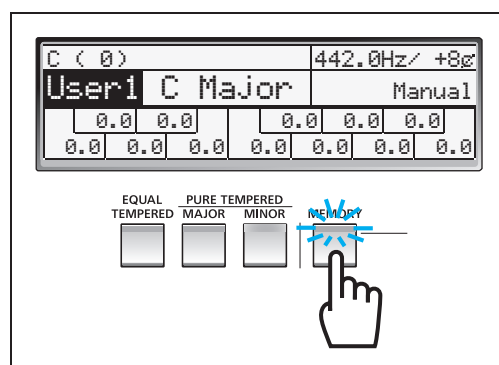 C ( 0) 442.0Hz/ +8¢
User1 C Major Manual
0.0 0.0 0.0 0.0 0.0
0.0 0.0 0.0 0.0 0.0 0.0 0.0
EQUAL TEMPERED
PURE TEMPERED
MAJOR MINOR
MEMORY